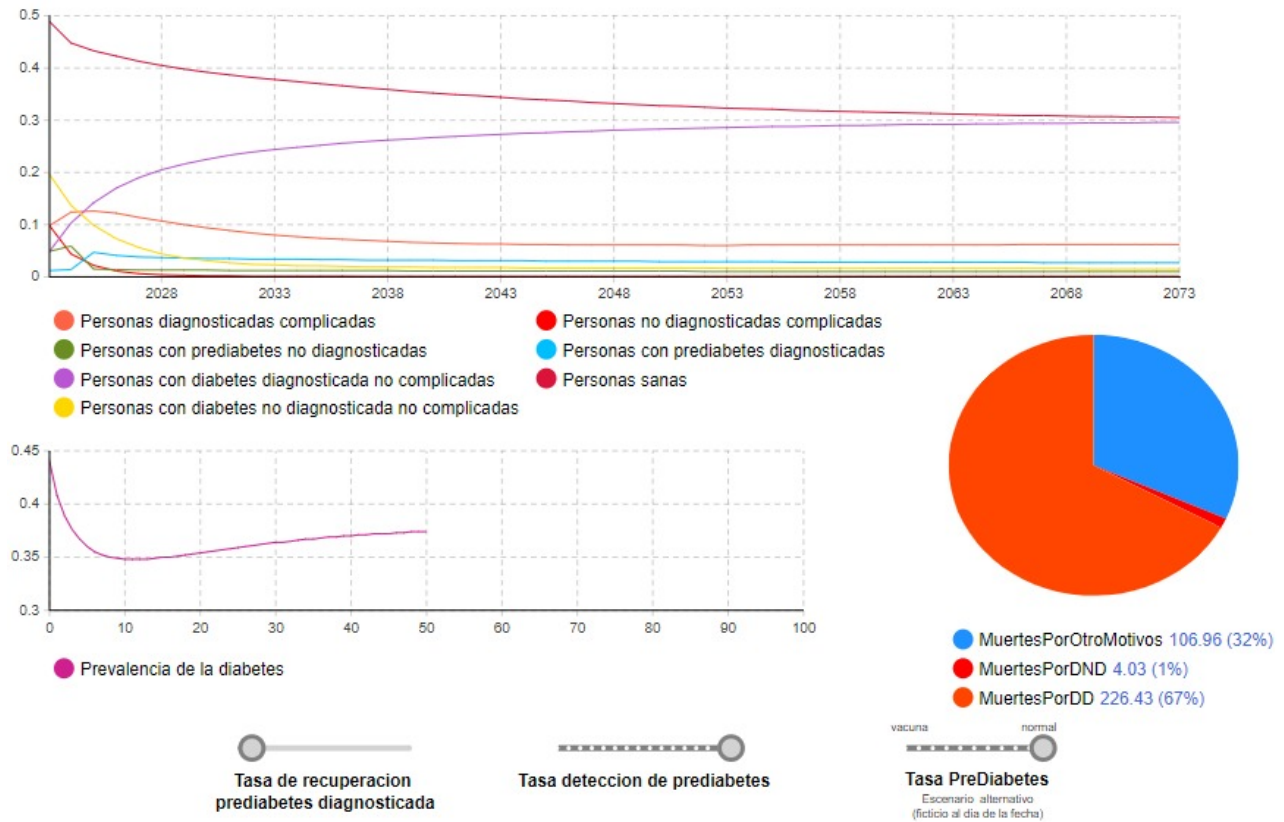 0.5
0.4
0.3
0.2
0.1
0
2028 2033 2038 2043 2048 2053 2058 2063 2068 2073
Personas diagnosticadas complicadas
Personas no diagnosticadas complicadas
Personas con prediabetes no diagnosticadas
Personas con prediabetes diagnosticadas
Personas con diabetes diagnosticada no complicadas
Personas sanas
Personas con diabetes no diagnosticada no complicadas
0.45
0.4
0.35
0.3
0 10 20 30 40 50 60 70 80 90 100
Prevalencia de la diabetes
MuertesPorOtroMotivos 106.96 (32%)
MuertesPorDND 4.03 (1%)
MuertesPorDD 226.43 (67%)
Tasa de recuperacion
prediabetes diagnosticada
Tasa deteccion de prediabetes
vacuna normal
Tasa PreDiabetes
Escenario alternativo
(ficticio al dia de la fecha)